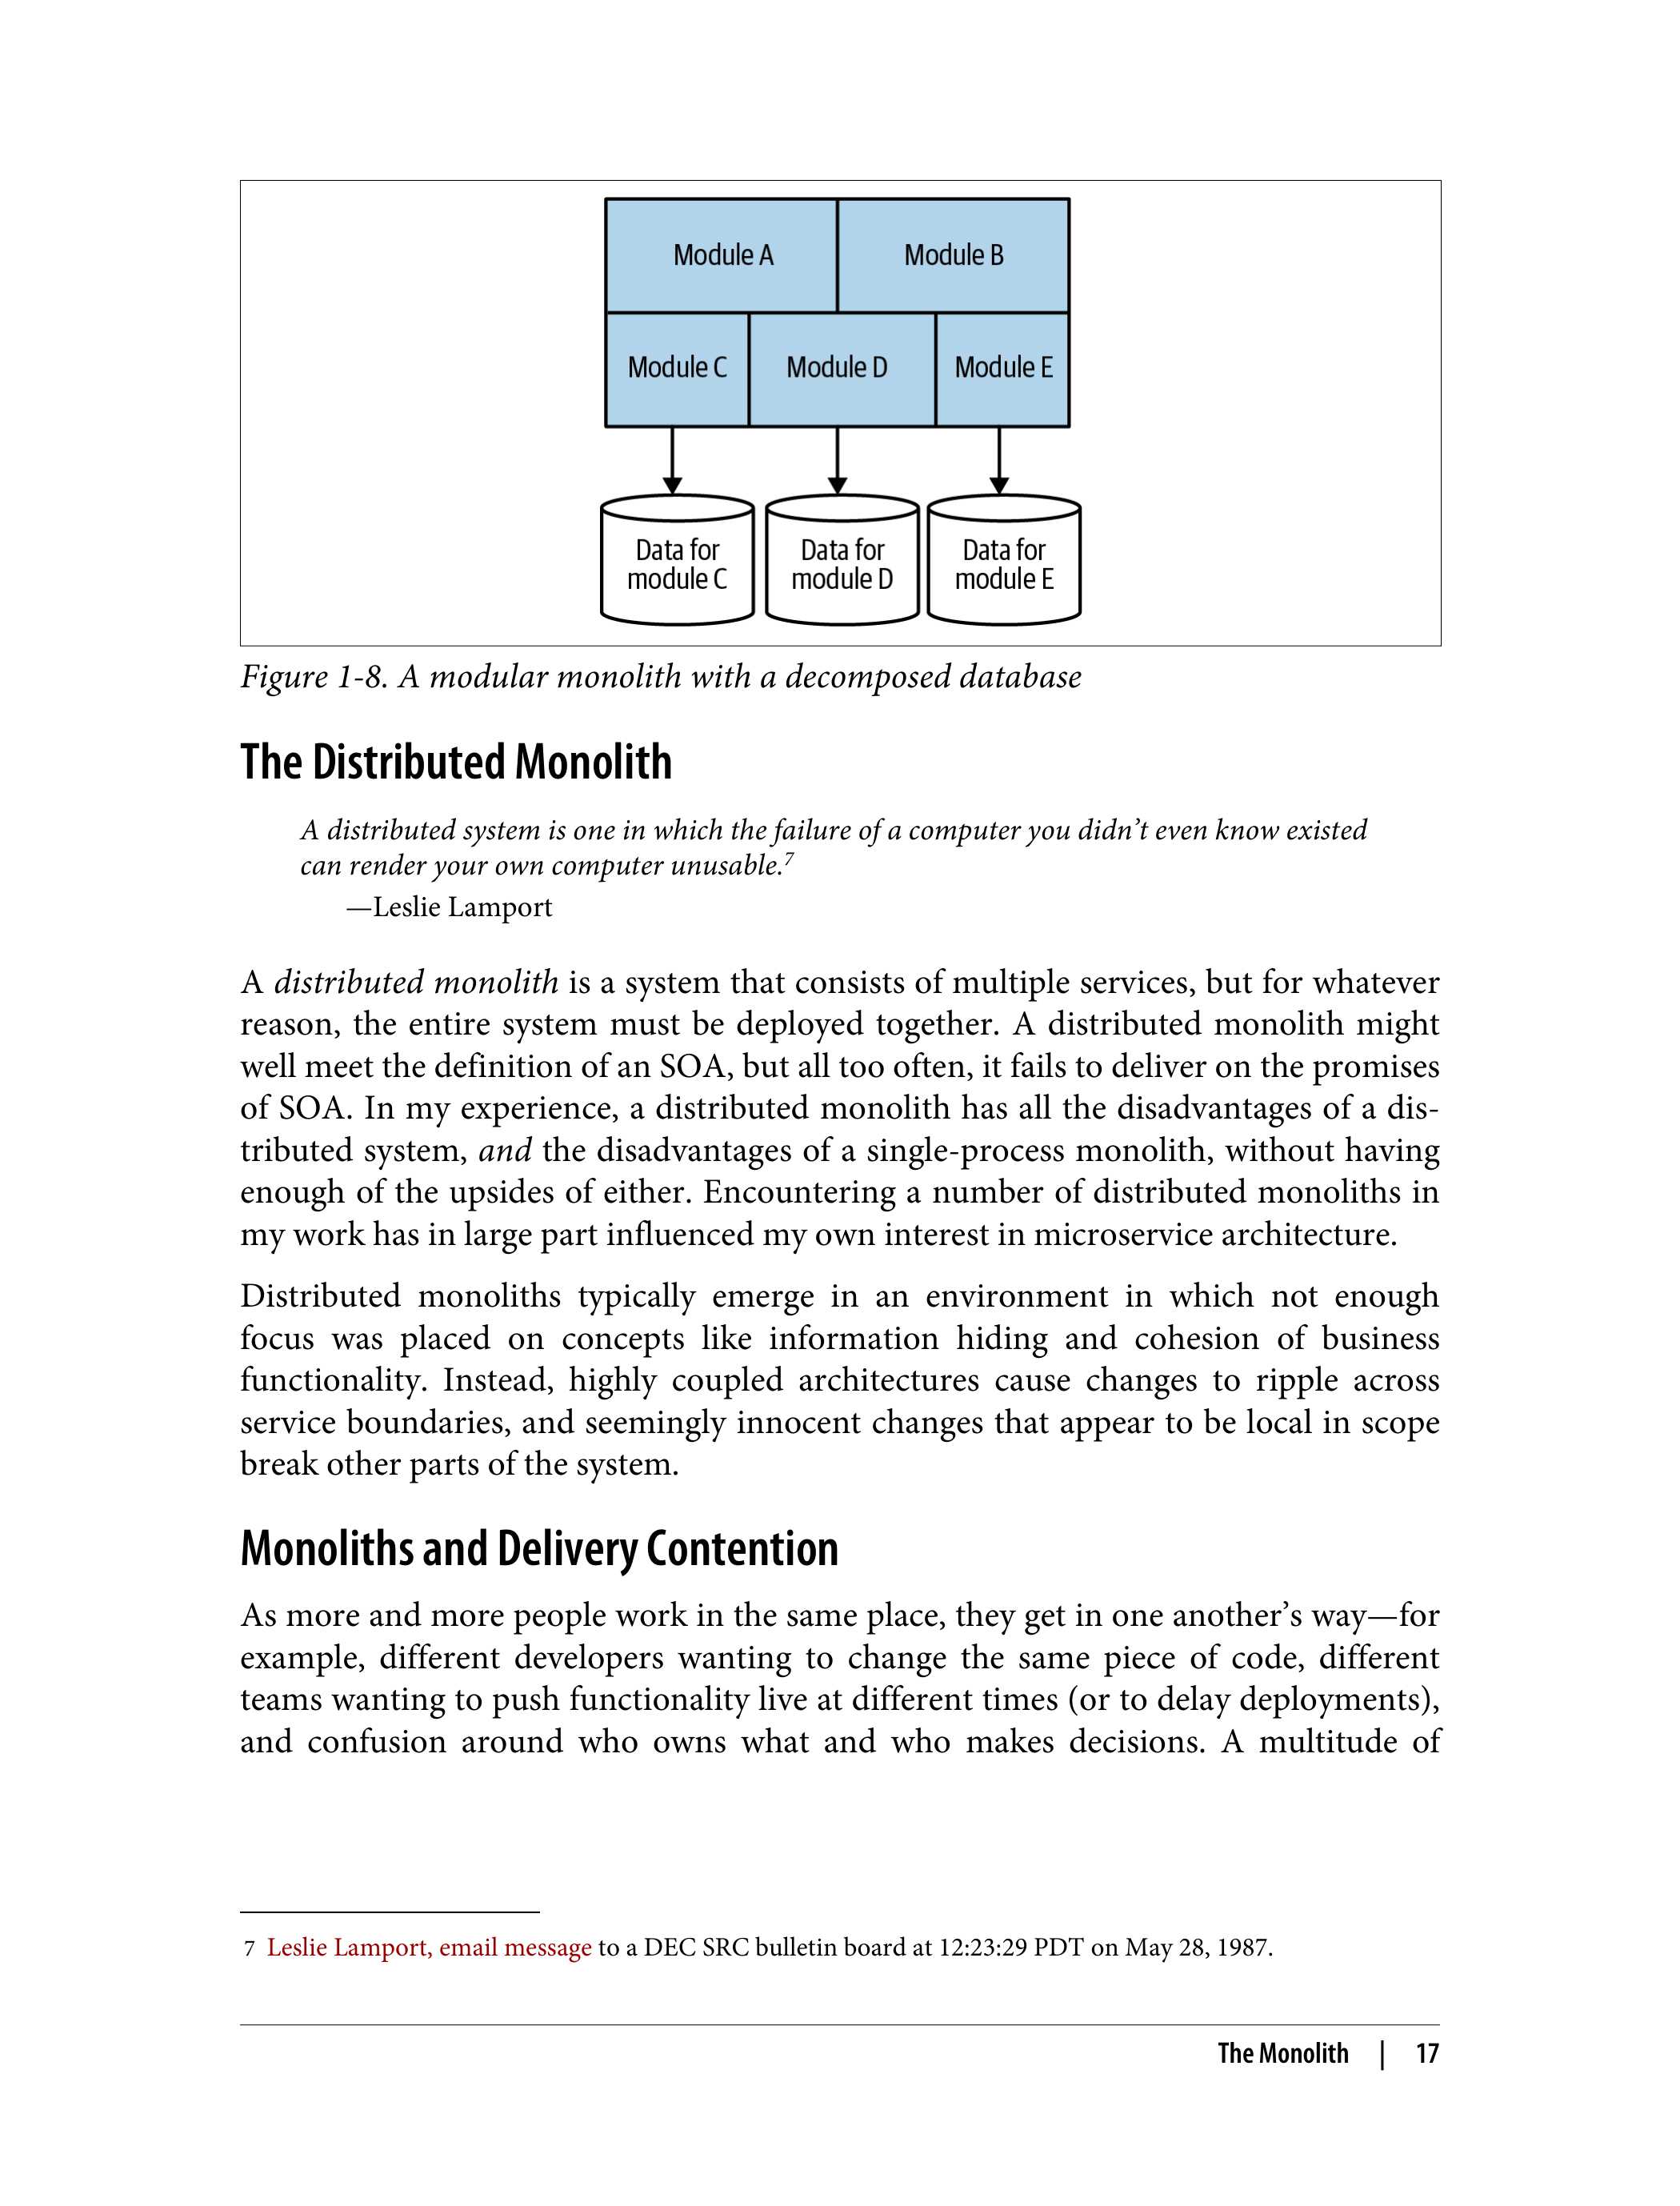 Module A
Module B
Module C
Module D
Module E
Data for
module C
Data for
module D
Data for
module E
Figure 1-8. A modular monolith with a decomposed database
The Distributed Monolith
A distributed system is one in which the failure of a computer you didn’t even know existed
can render your own computer unusable.7
—Leslie Lamport
A distributed monolith is a system that consists of multiple services, but for whatever
reason, the entire system must be deployed together. A distributed monolith might
well meet the definition of an SOA, but all too often, it fails to deliver on the promises
of SOA. In my experience, a distributed monolith has all the disadvantages of a dis-
tributed system, and the disadvantages of a single-process monolith, without having
enough of the upsides of either. Encountering a number of distributed monoliths in
my work has in large part influenced my own interest in microservice architecture.
Distributed monoliths typically emerge in an environment in which not enough
focus was placed on concepts like information hiding and cohesion of business
functionality. Instead, highly coupled architectures cause changes to ripple across
service boundaries, and seemingly innocent changes that appear to be local in scope
break other parts of the system.
Monoliths and Delivery Contention
As more and more people work in the same place, they get in one another’s way—for
example, different developers wanting to change the same piece of code, different
teams wanting to push functionality live at different times (or to delay deployments),
and confusion around who owns what and who makes decisions. A multitude of
7 Leslie Lamport, email message to a DEC SRC bulletin board at 12:23:29 PDT on May 28, 1987.
The Monolith | 17